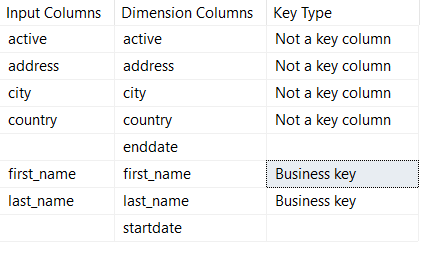 Input Columns Dimension Columns Key Type
active active Not a key column
address address Not a key column
city city Not a key column
country country Not a key column
enddate
first_name first_name Business key
last_name last_name Business key
startdate